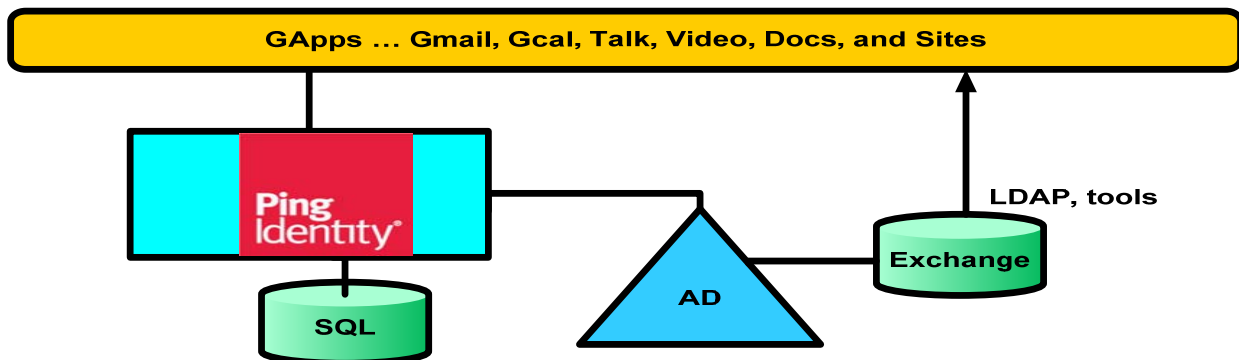 GApps … Gmail, Gcal, Talk, Video, Docs, and Sites
Ping
Identity®
LDAP, tools
Exchange
AD
SQL